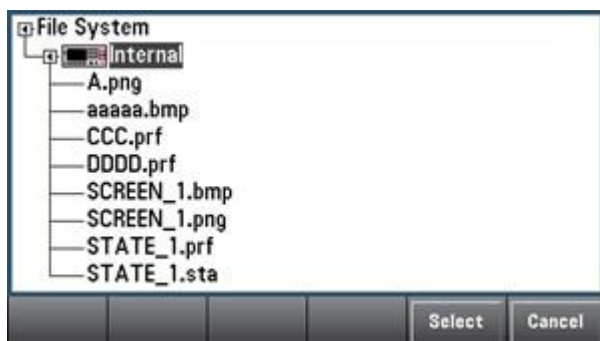 File System
Internal
A.png
aaaaa.bmp
CCC.prf
DDDD.prf
SCREEN_1.bmp
SCREEN_1.png
STATE_1.prf
STATE_1.sta
Select Cancel